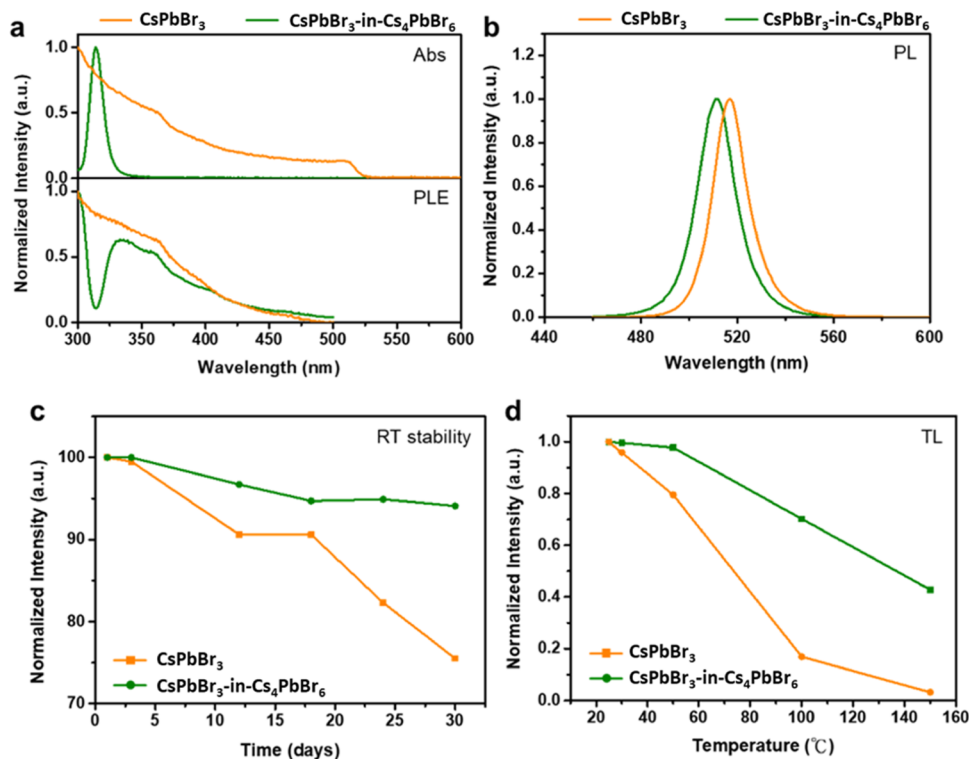 CsPbBr₃ CsPbBr₃-in-Cs₄PbBr₆
a
Abs
1.0
0.5
0.0
PLE
1.0
0.5
0.0
300 350 400 450 500 550 600
Normalized Intensity (a.u.)
Wavelength (nm)
CsPbBr₃ CsPbBr₃-in-Cs₄PbBr₆
b
PL
1.2
1.0
0.8
0.6
0.4
0.2
0.0
440 480 520 560 600
Normalized Intensity (a.u.)
Wavelength (nm)
c
RT stability
100
90
80
70
0 5 10 15 20 25 30
Normalized Intensity (a.u.)
Time (days)
CsPbBr₃
CsPbBr₃-in-Cs₄PbBr₆
d
TL
1.0
0.8
0.6
0.4
0.2
0.0
20 40 60 80 100 120 140 160
Normalized Intensity (a.u.)
Temperature (℃)
CsPbBr₃
CsPbBr₃-in-Cs₄PbBr₆